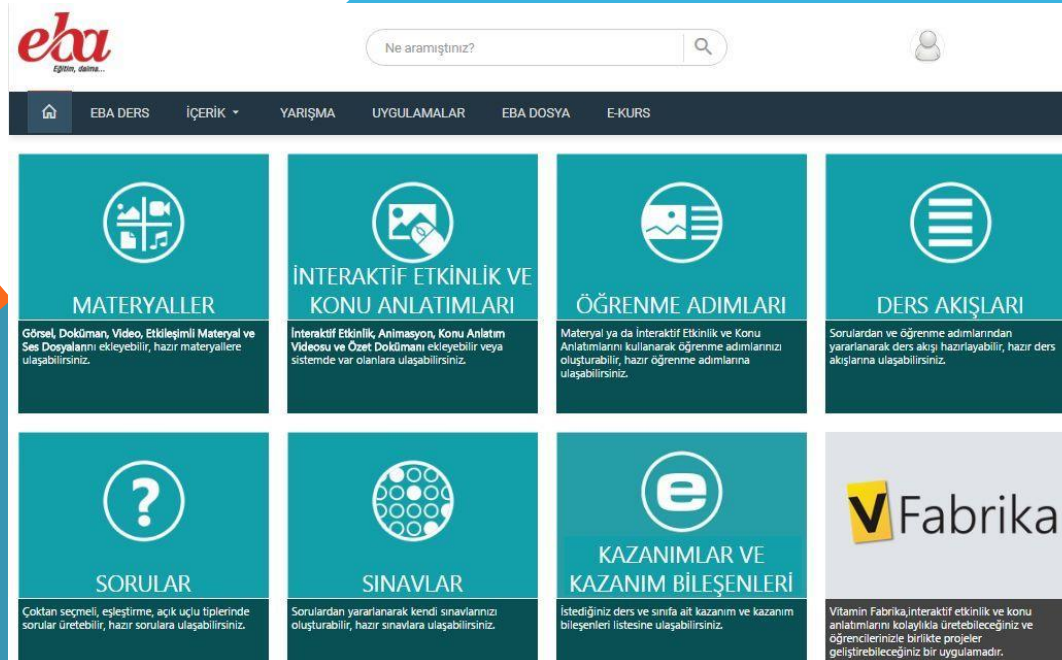 eba
Eğitim, daima...
Ne aramıştınız?
EBA DERS İÇERİK YARIŞMA UYGULAMALAR EBA DOSYA E-KURS
MATERYALLER
Görsel, Doküman, Video, Etkileşimli Materyal ve
Ses Dosyalarını ekleyebilir, hazır materyallere
ulaşabilirsiniz.
İNTERAKTİF ETKİNLİK VE
KONU ANLATIMLARI
İnteraktif Etkinlik, Animasyon, Konu Anlatım
Videosu ve Özet Dokümanı ekleyebilir veya
sistemde var olanlara ulaşabilirsiniz.
ÖĞRENME ADIMLARI
Materyal ya da İnteraktif Etkinlik ve Konu
Anlatımlarını kullanarak öğrenme adımlarınızı
oluşturabilir, hazır öğrenme adımlarına
ulaşabilirsiniz.
DERS AKIŞLARI
Sorulardan ve öğrenme adımlarından
yararlanarak ders akışı hazırlayabilir, hazır ders
akışlarına ulaşabilirsiniz.
?
SORULAR
Çoktan seçmeli, eşleştirme, açık uçlu tiplerinde
sorular üretebilir, hazır sorulara ulaşabilirsiniz.
SINAVLAR
Sorulardan yararlanarak kendi sınavlarınızı
oluşturabilir, hazır sınavlara ulaşabilirsiniz.
e
KAZANIMLAR VE
KAZANIM BİLEŞENLERİ
İstediğiniz ders ve sınıfa ait kazanım ve kazanım
bileşenleri listesine ulaşabilirsiniz.
V Fabrika
Vitamin Fabrika,interaktif etkinlik ve konu
anlatımlarını kolaylıkla üretebileceğiniz ve
öğrencilerinizle birlikte projeler
geliştirebileceğiniz bir uygulamadır.